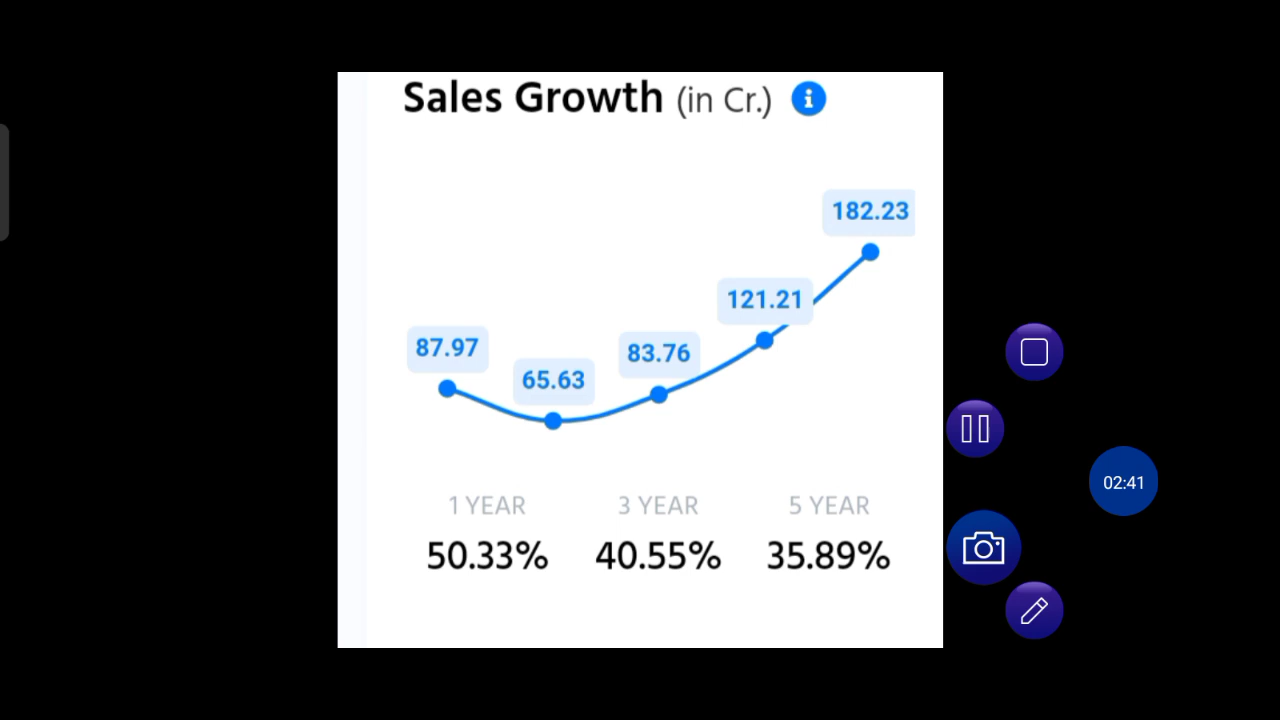 Sales Growth (in Cr.)
182.23
121.21
87.97
83.76
65.63
1 YEAR 3 YEAR 5 YEAR
50.33% 40.55% 35.89%
02:41